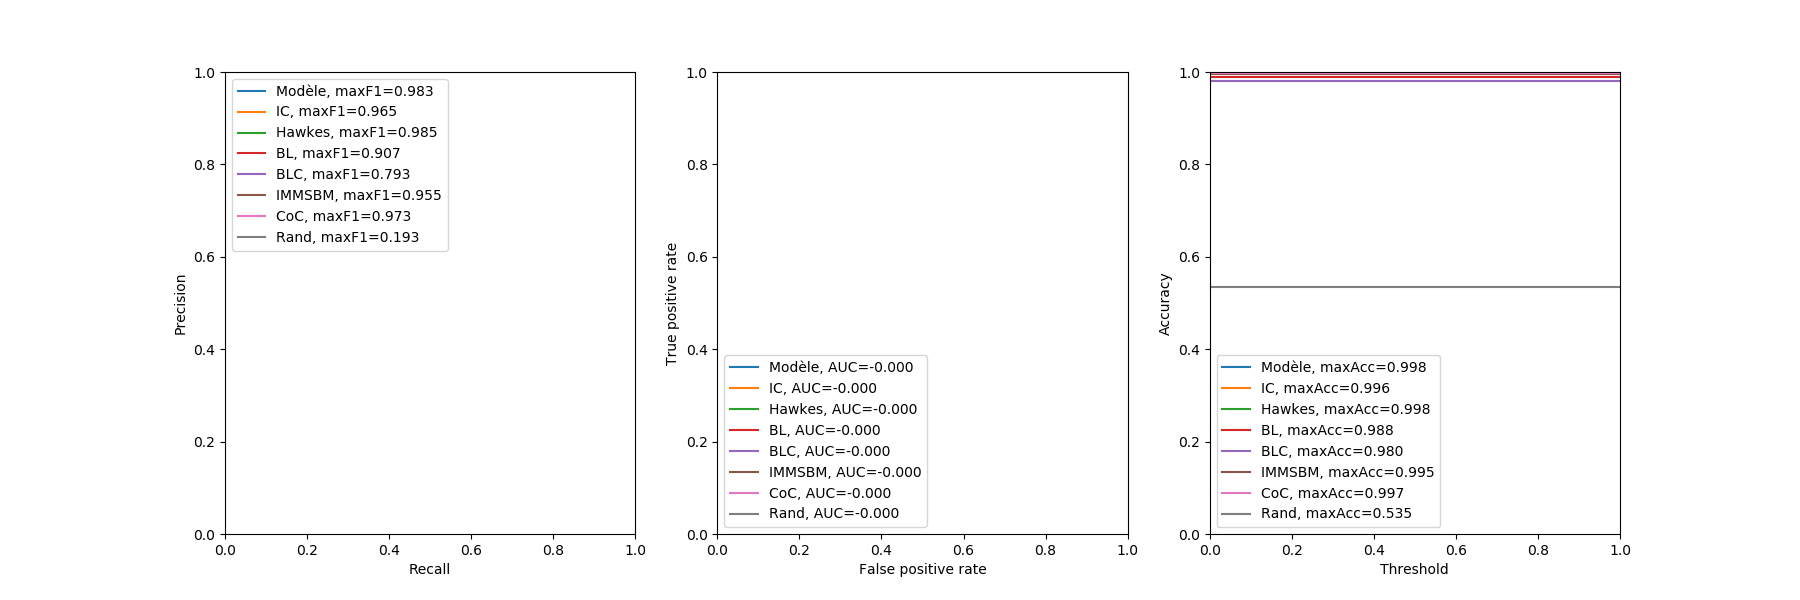 1.0
0.8
0.6
0.4
0.2
0.0
Precision
Modèle, maxF1=0.983
IC, maxF1=0.965
Hawkes, maxF1=0.985
BL, maxF1=0.907
BLC, maxF1=0.793
IMMSBM, maxF1=0.955
CoC, maxF1=0.973
Rand, maxF1=0.193
0.0 0.2 0.4 0.6 0.8 1.0
Recall
1.0
0.8
0.6
0.4
0.2
0.0
True positive rate
Modèle, AUC=-0.000
IC, AUC=-0.000
Hawkes, AUC=-0.000
BL, AUC=-0.000
BLC, AUC=-0.000
IMMSBM, AUC=-0.000
CoC, AUC=-0.000
Rand, AUC=-0.000
0.0 0.2 0.4 0.6 0.8 1.0
False positive rate
1.0
0.8
0.6
0.4
0.2
0.0
Accuracy
Modèle, maxAcc=0.998
IC, maxAcc=0.996
Hawkes, maxAcc=0.998
BL, maxAcc=0.988
BLC, maxAcc=0.980
IMMSBM, maxAcc=0.995
CoC, maxAcc=0.997
Rand, maxAcc=0.535
0.0 0.2 0.4 0.6 0.8 1.0
Threshold